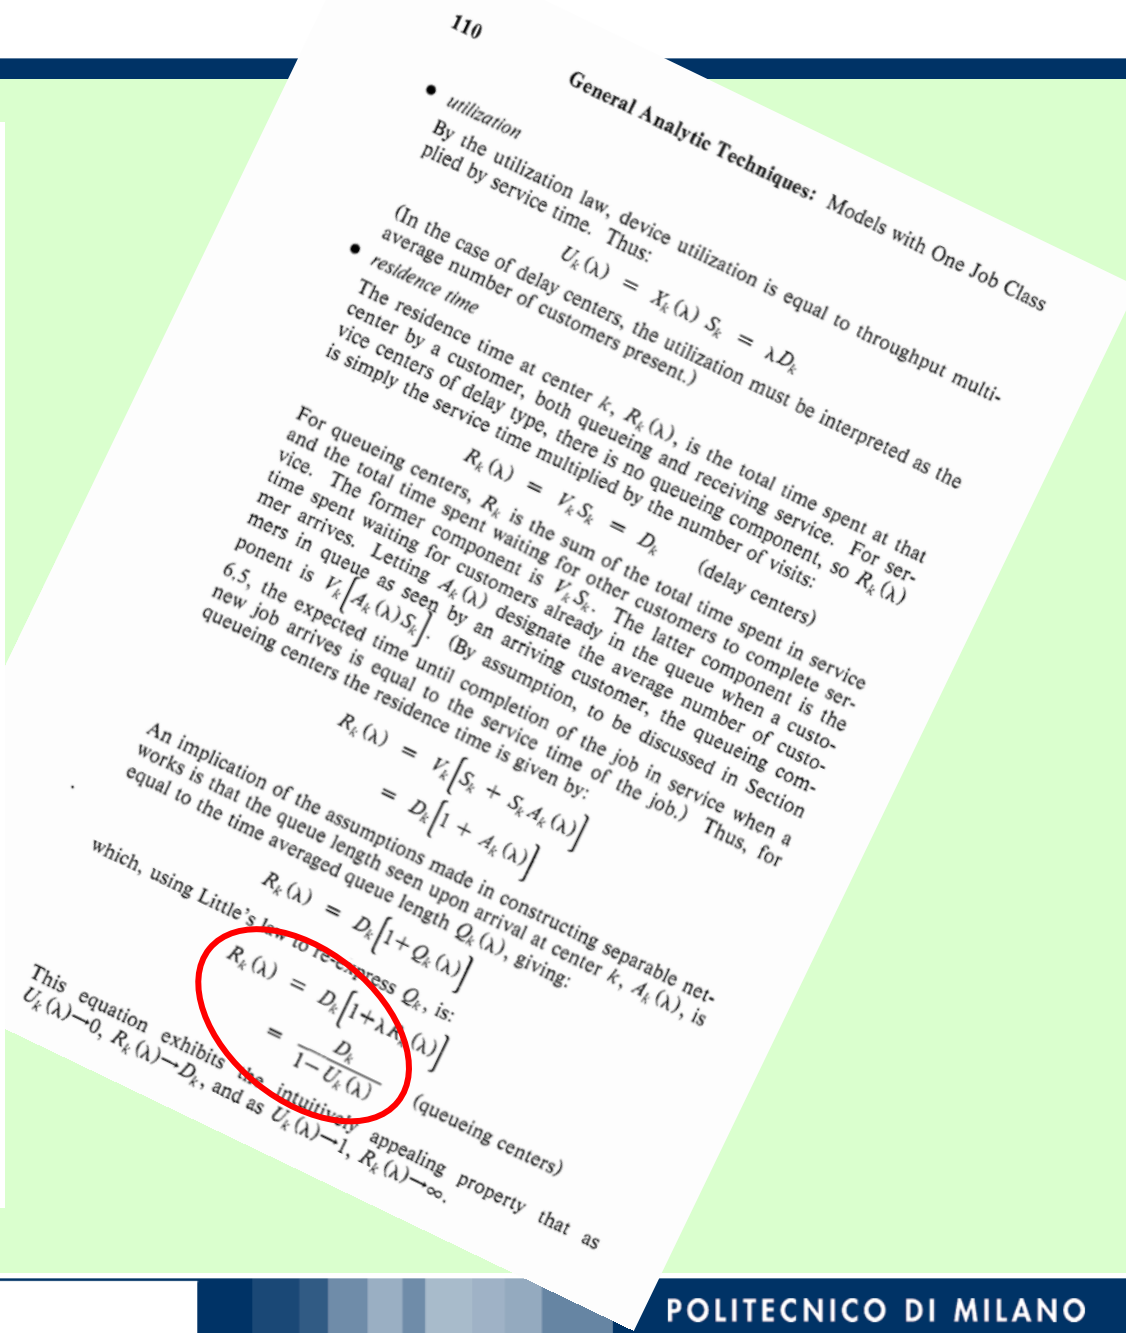 110
General Analytic Techniques: Models with One Job Class
• utilization
By the utilization law, device utilization is equal to throughput multi-
plied by service time. Thus:
U_k (λ) = X_k (λ) S_k = λD_k
(In the case of delay centers, the utilization must be interpreted as the
average number of customers present.)
• residence time
The residence time at center k, R_k (λ), is the total time spent at that
center by a customer, both queueing and receiving service. For ser-
vice centers of delay type, there is no queueing component, so R_k (λ)
is simply the service time multiplied by the number of visits:
R_k (λ) = V_k S_k = D_k (delay centers)
For queueing centers, R_k is the sum of the total time spent in service
and the total time spent waiting for other customers to complete ser-
vice. The former component is V_k S_k. The latter component is the
time spent waiting for customers already in the queue when a custo-
mer arrives. Letting A_k (λ) designate the average number of custo-
mers in queue as seen by an arriving customer, the queueing com-
ponent is V_k [A_k (λ) S_k]. (By assumption, to be discussed in Section
6.5, the expected time until completion of the job in service when a
new job arrives is equal to the service time of the job.) Thus, for
queueing centers the residence time is given by:
R_k (λ) = V_k [S_k + S_k A_k (λ)]
= D_k [1 + A_k (λ)]
An implication of the assumptions made in constructing separable net-
works is that the queue length seen upon arrival at center k, A_k (λ), is
equal to the time averaged queue length Q_k (λ), giving:
R_k (λ) = D_k [1+Q_k (λ)]
which, using Little's law to re-express Q_k, is:
R_k (λ) = D_k [1+λR_k (λ)]
= D_k / 1−U_k (λ) (queueing centers)
This equation exhibits the intuitively appealing property that as
U_k (λ)→0, R_k (λ)→D_k, and as U_k (λ)→1, R_k (λ)→∞.
POLITECNICO DI MILANO